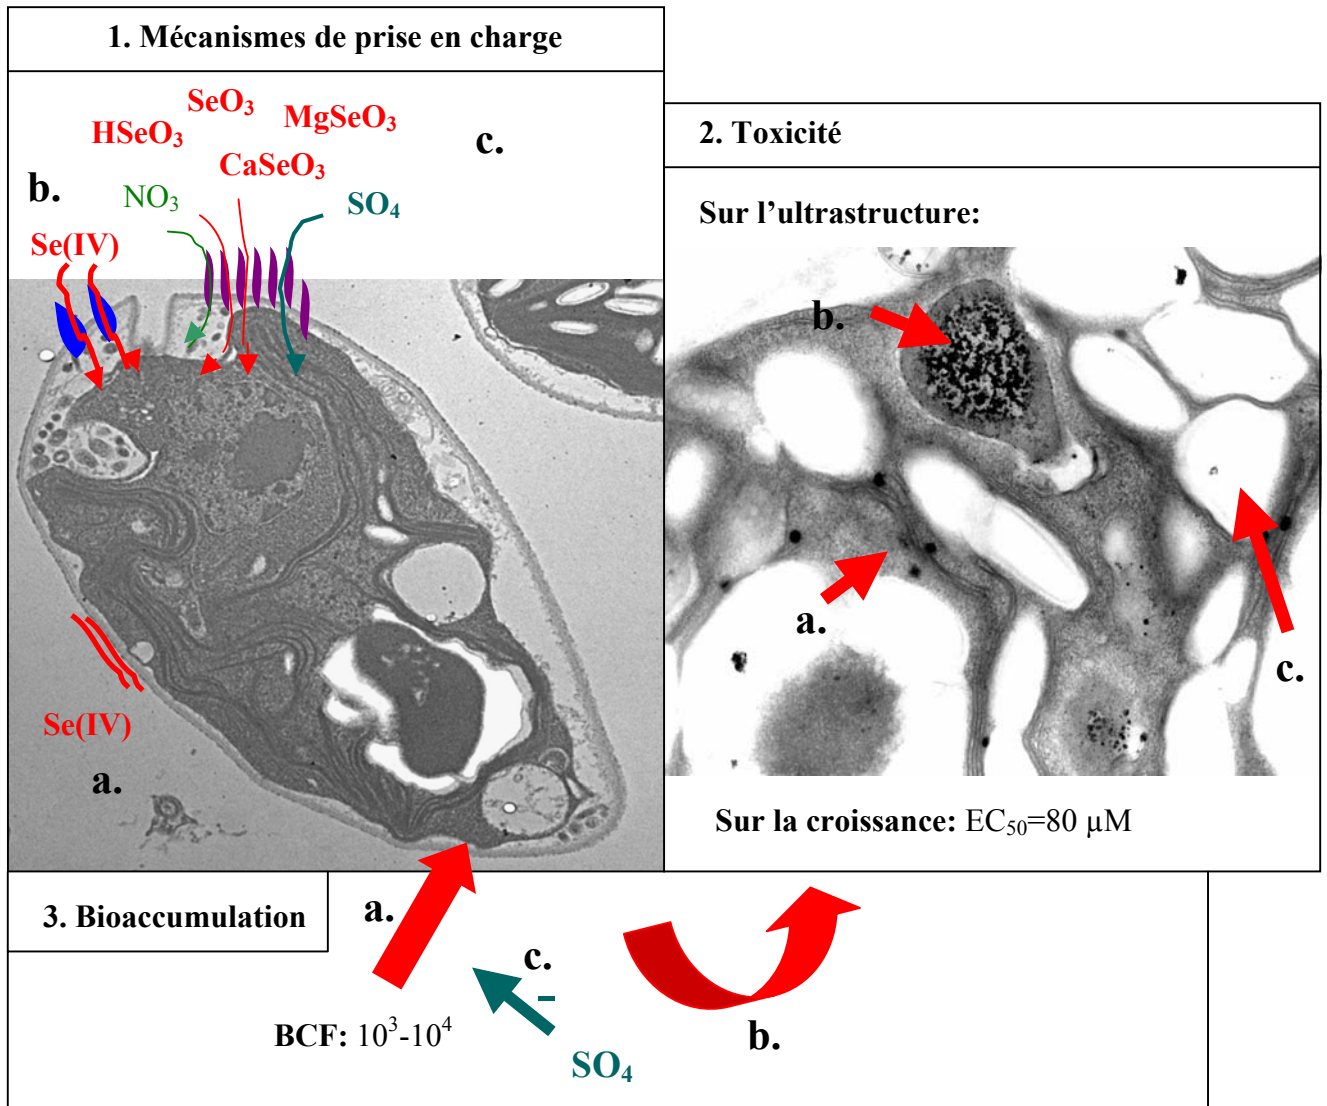 1. Mécanismes de prise en charge
SeO₃
HSeO₃
MgSeO₃
c.
CaSeO₃
b.
NO₃
SO₄
Se(IV)
Se(IV)
a.
2. Toxicité
Sur l’ultrastructure:
b.
a.
c.
Sur la croissance: EC₅₀=80 µM
3. Bioaccumulation
a.
c.
BCF: 10³-10⁴
b.
SO₄